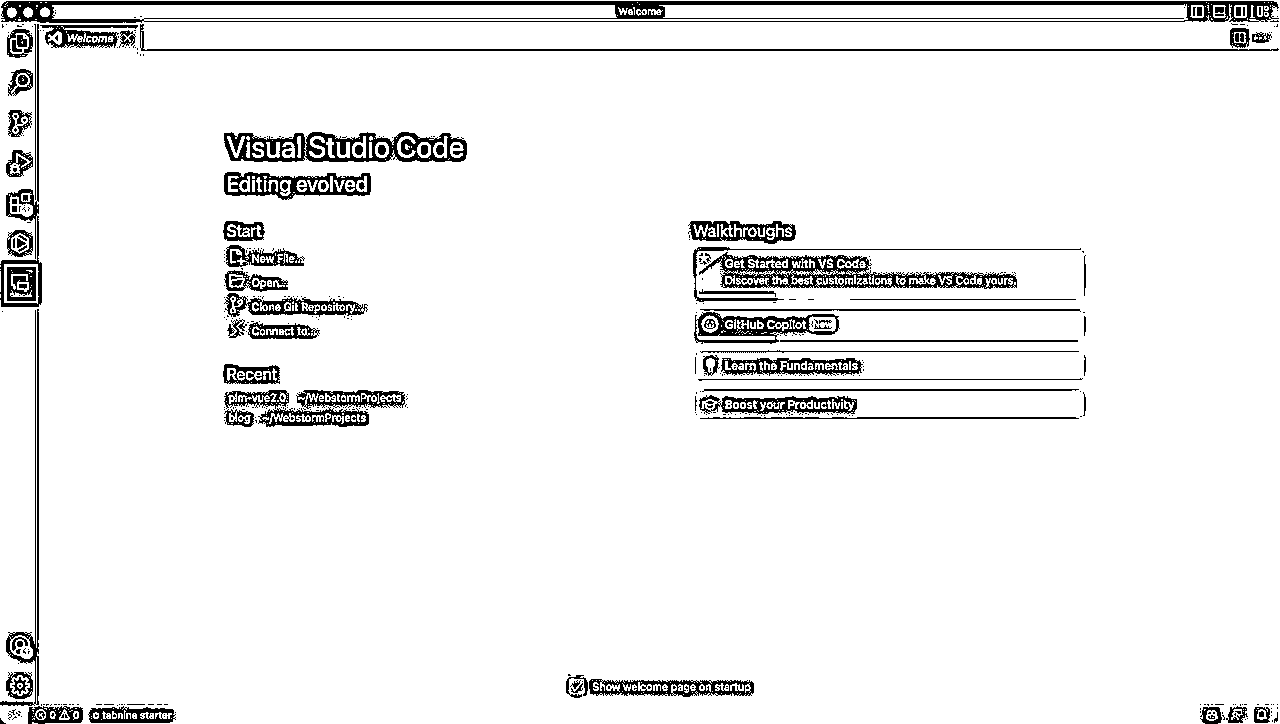 Welcome
Welcome
Visual Studio Code
Editing evolved
Start
New File...
Open...
Clone Git Repository...
Connect to...
Recent
pim-vue2.0 ~/WebstormProjects
blog ~/WebstormProjects
Walkthroughs
Get Started with VS Code
Discover the best customizations to make VS Code yours.
GitHub Copilot New
Learn the Fundamentals
Boost your Productivity
Show welcome page on startup
0 0 tabnine starter